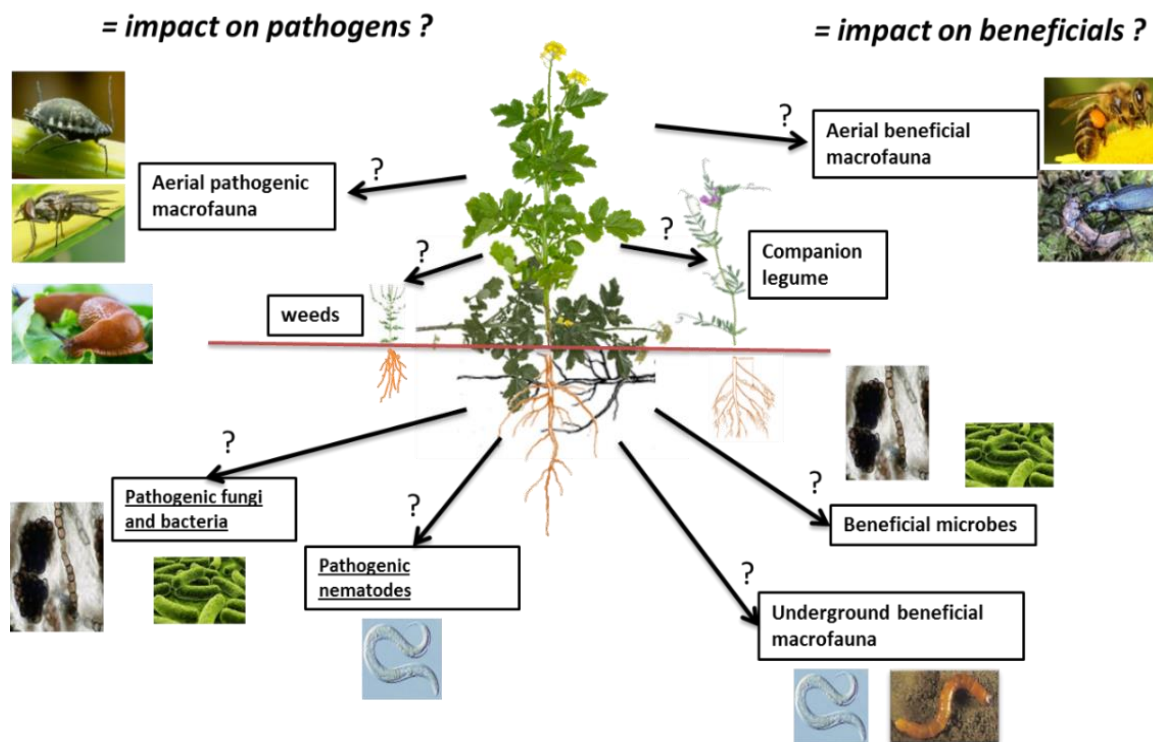 = impact on pathogens ?
= impact on beneficials ?
?
Aerial beneficial
macrofauna
?
Aerial pathogenic
macrofauna
?
Companion
legume
?
weeds
?
Pathogenic fungi
and bacteria
?
Pathogenic
nematodes
?
Beneficial microbes
?
Underground beneficial
macrofauna